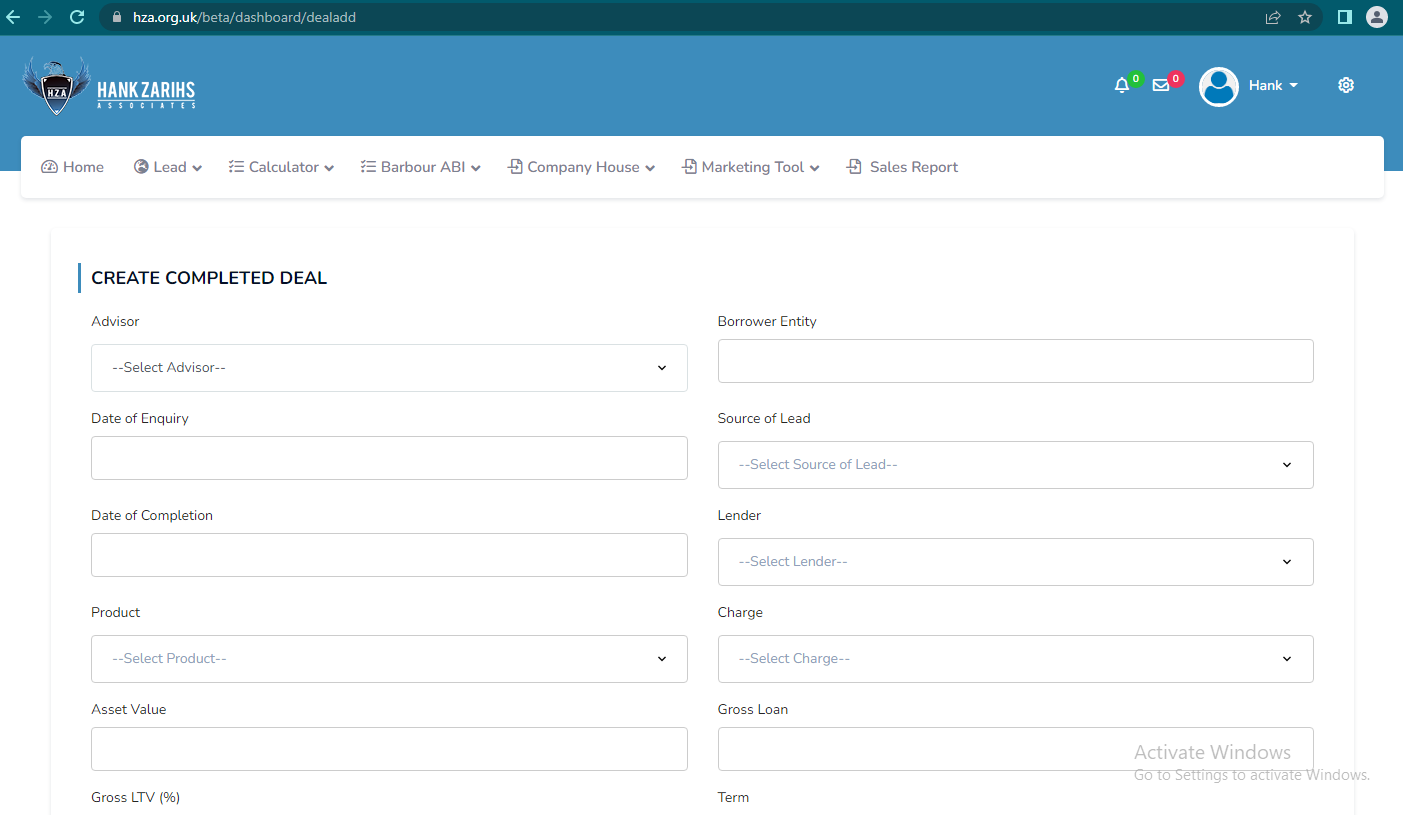 hza.org.uk/beta/dashboard/dealadd
HZA
HANK ZARIHS
ASSOCIATES
0
0
Hank
Home
Lead
Calculator
Barbour ABI
Company House
Marketing Tool
Sales Report
CREATE COMPLETED DEAL
Advisor
Borrower Entity
--Select Advisor--
Date of Enquiry
Source of Lead
--Select Source of Lead--
Date of Completion
Lender
--Select Lender--
Product
Charge
--Select Product--
--Select Charge--
Asset Value
Gross Loan
Activate Windows
Go to Settings to activate Windows.
Gross LTV (%)
Term